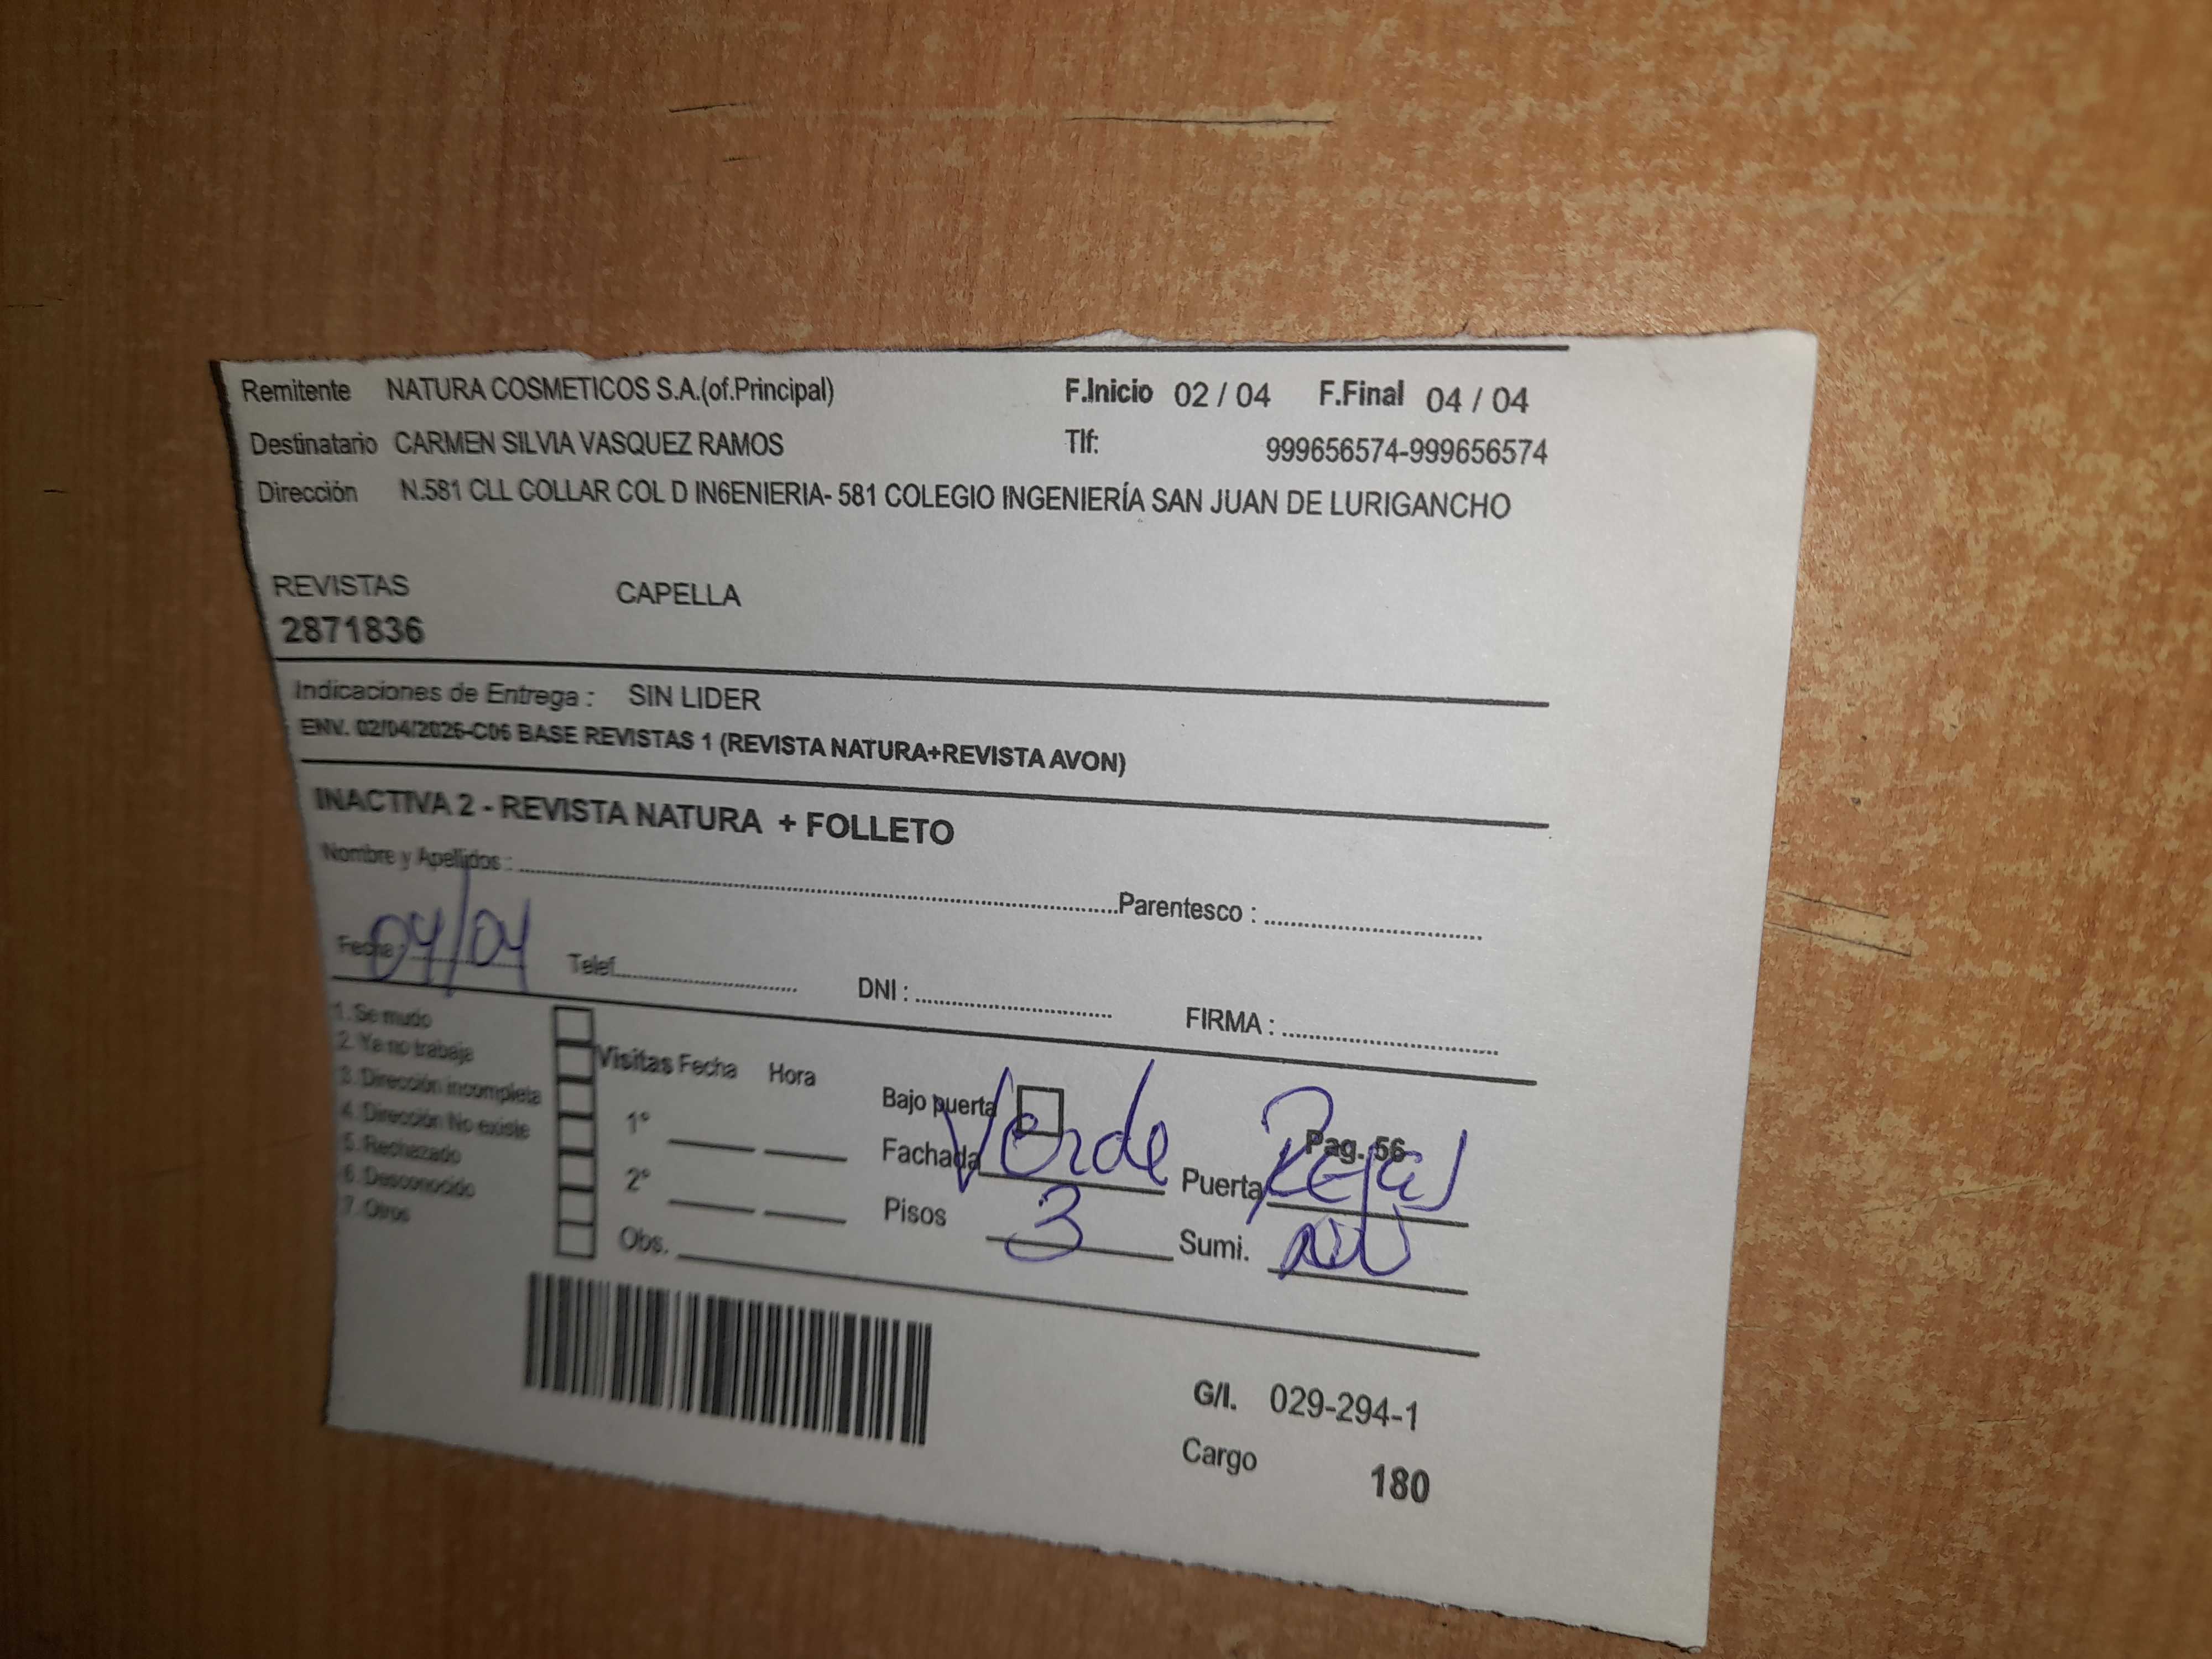 Remitente NATURA COSMETICOS S.A.(of.Principal) F.Inicio 02 / 04 F.Final 04 / 04
Destinatario CARMEN SILVIA VASQUEZ RAMOS Tlf: 999656574-999656574
Dirección N.581 CLL COLLAR COL D IN6ENIERIA- 581 COLEGIO INGENIERÍA SAN JUAN DE LURIGANCHO
REVISTAS CAPELLA
2871836
Indicaciones de Entrega : SIN LIDER
ENV. 02/04/2026-C06 BASE REVISTAS 1 (REVISTA NATURA+REVISTA AVON)
INACTIVA 2 - REVISTA NATURA + FOLLETO
Nombre y Apellidos : Parentesco :
Fecha : 04/04 Telef. DNI : FIRMA :
1. Se mudo
2. Ya no trabaja
3. Dirección incompleta
4. Dirección No existe
5. Rechazado
6. Desconocido
7. Otros
Visitas Fecha Hora
1°
2°
Obs.
Bajo puerta
Pag. 56
Fachada Verde Puerta Rejas
Pisos 3 Sumi.
G/I. 029-294-1
Cargo 180